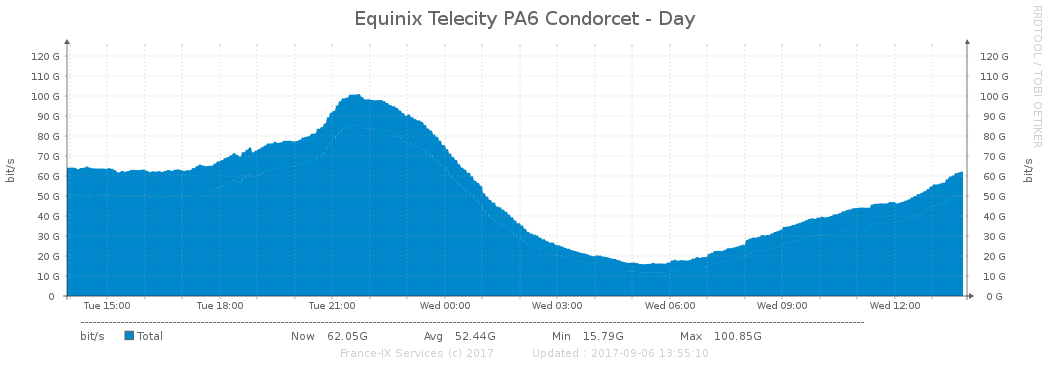 Equinix Telecity PA6 Condorcet - Day
RRDTOOL / TOBI OETIKER
bit/s
120 G 120 G
110 G 110 G
100 G 100 G
90 G 90 G
80 G 80 G
70 G 70 G
60 G 60 G
50 G 50 G
40 G 40 G
30 G 30 G
20 G 20 G
10 G 10 G
0 0 G
bit/s
Tue 15:00 Tue 18:00 Tue 21:00 Wed 00:00 Wed 03:00 Wed 06:00 Wed 09:00 Wed 12:00
bit/s Total Now 62.05G Avg 52.44G Min 15.79G Max 100.85G
France-IX Services (c) 2017 Updated : 2017-09-06 13:55:10